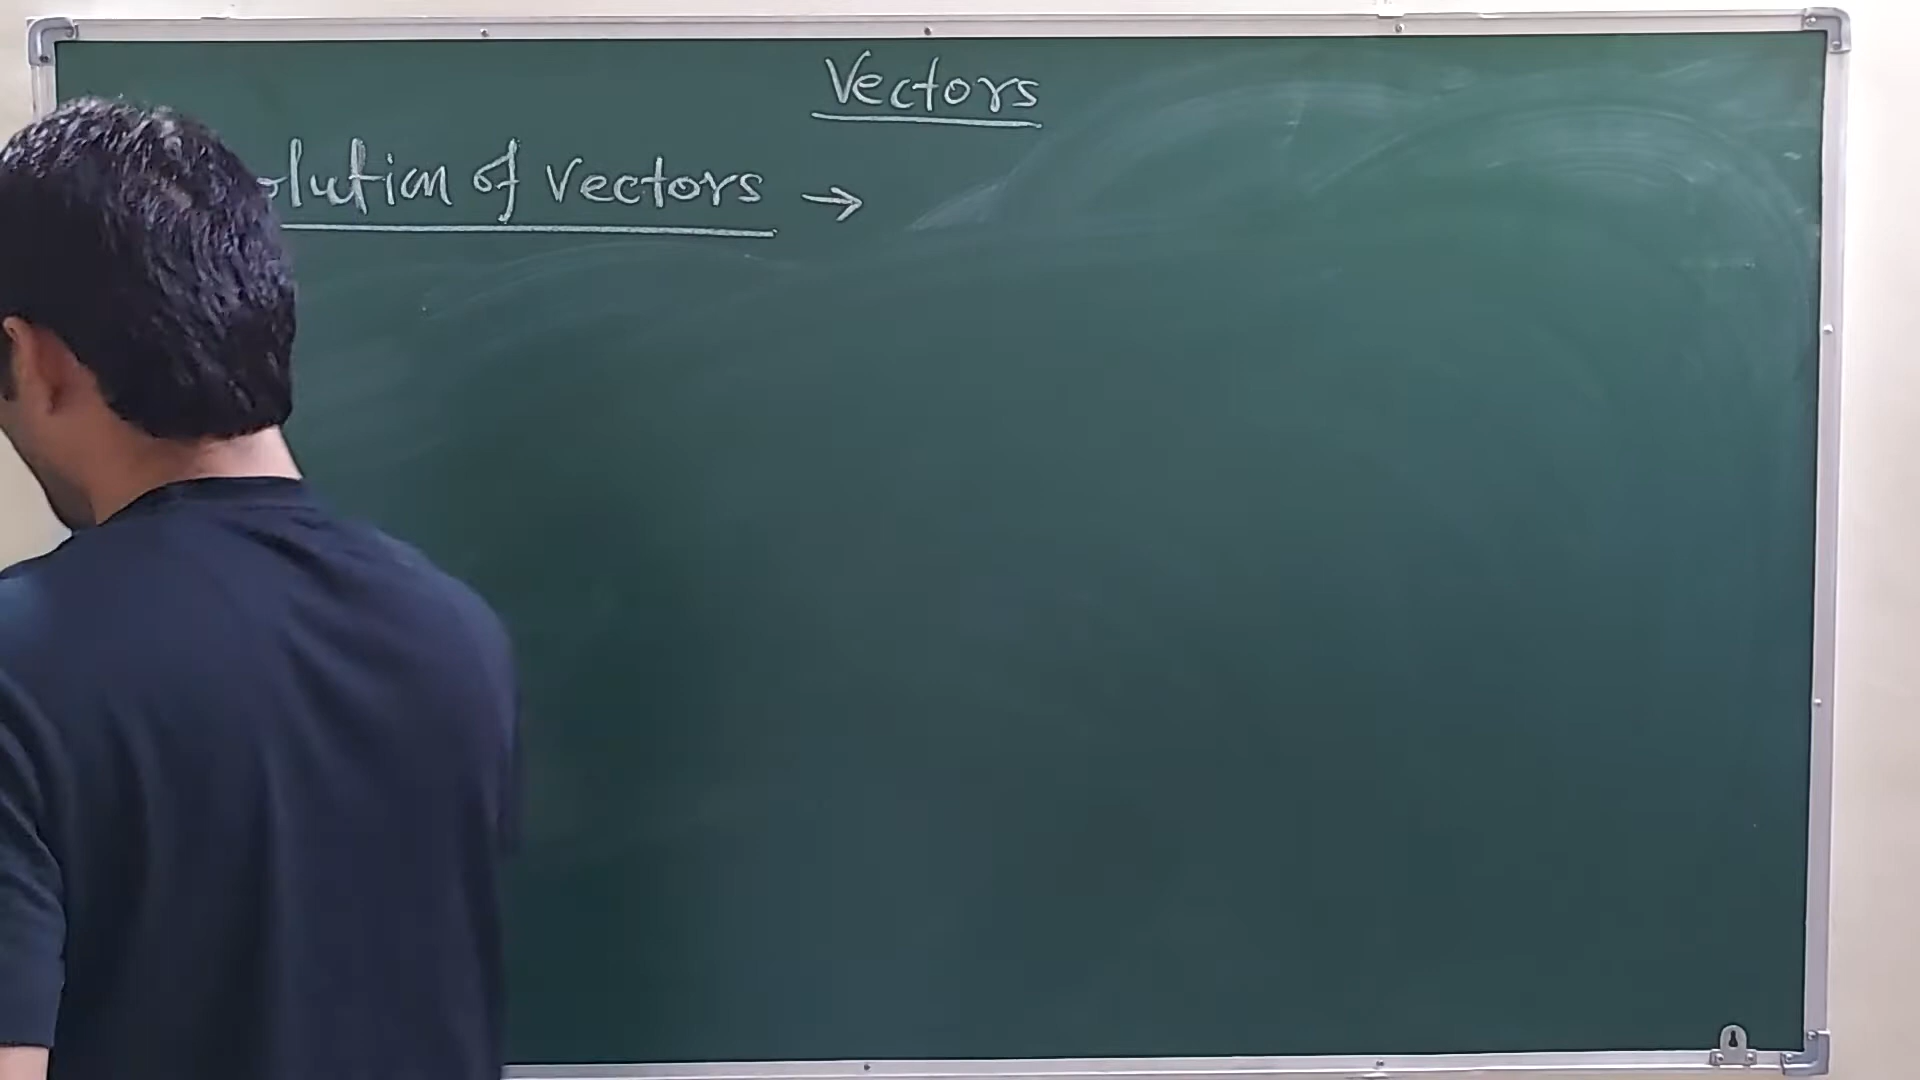 Vectors
olution of vectors →